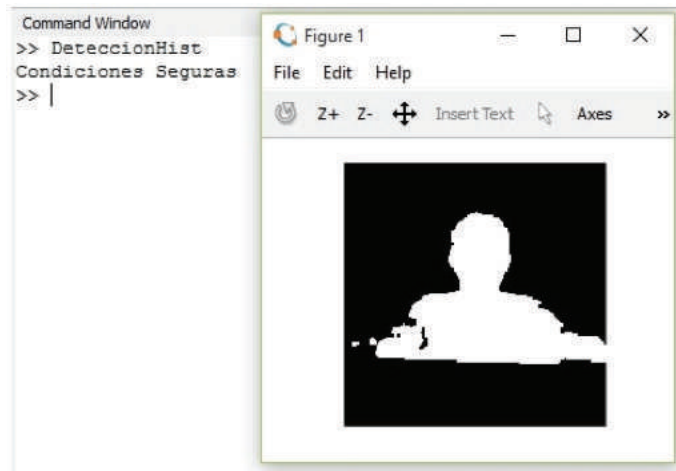 Command Window
>> DeteccionHist
Condiciones Seguras
>>
Figure 1
File Edit Help
Z+ Z- Insert Text Axes »